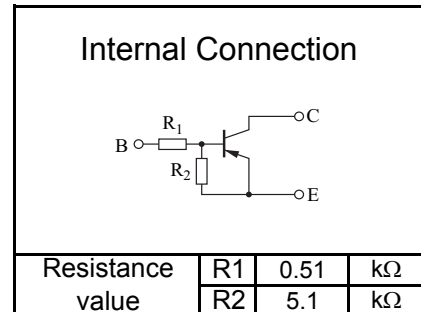 Internal Connection
C
R1
B
R2
E
Resistance value R1 0.51 kΩ
R2 5.1 kΩ